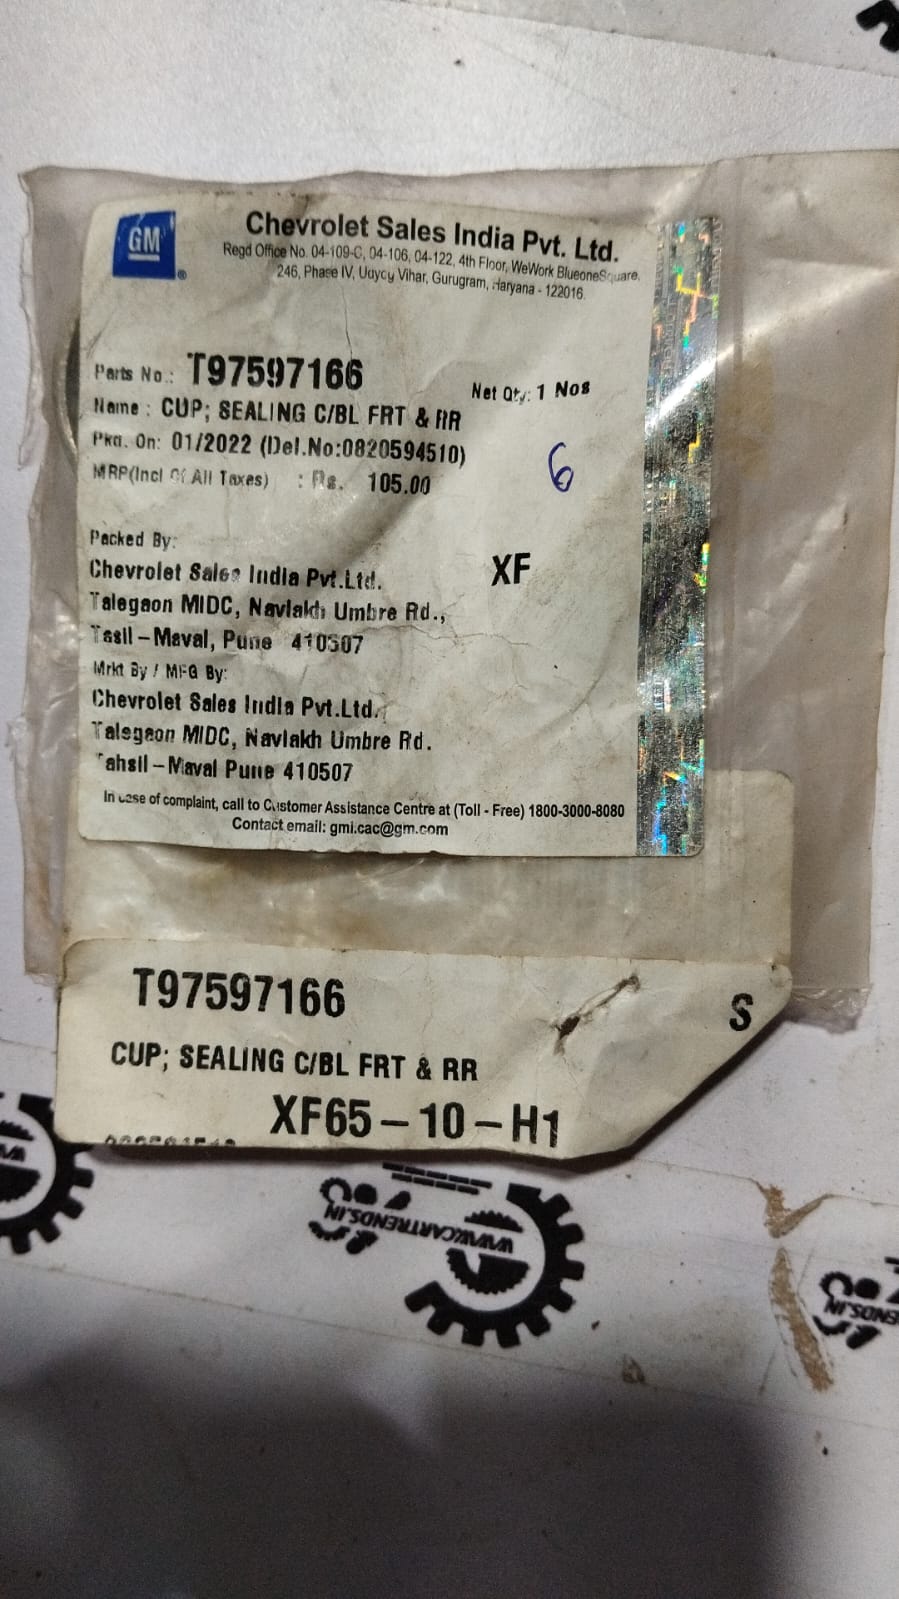 GM
Chevrolet Sales India Pvt. Ltd.
Regd Office No. 04-109-C, 04-106, 04-122, 4th Floor, WeWork BlueoneSquare,
246, Phase IV, Vihar, Gurugram, Haryana - 122016.
Parts No.: T97597166
Net Qty: 1 Nos
Name : CUP; SEALING C/BL FRT & RR
Pkd. On: 01/2022 (Del.No:0820594510)
6
MRP(Incl Of All Taxes) : Rs. 105.00
Packed By:
Chevrolet Sales India Pvt.Ltd.
XF
Talegaon MIDC, Navlakh Umbre Rd.,
Tasil-Maval, Pune 410507
Mrkt By / MFG By:
Chevrolet Sales India Pvt.Ltd.
Talegaon MIDC, Navlakh Umbre Rd.
Tahsil-Maval Pune 410507
In case of complaint, call to Customer Assistance Centre at (Toll - Free) 1800-3000-8080
Contact email: gmi.cac@gm.com
T97597166
S
CUP; SEALING C/BL FRT & RR
XF65-10-H1
WWW.CARTRENDS.IN